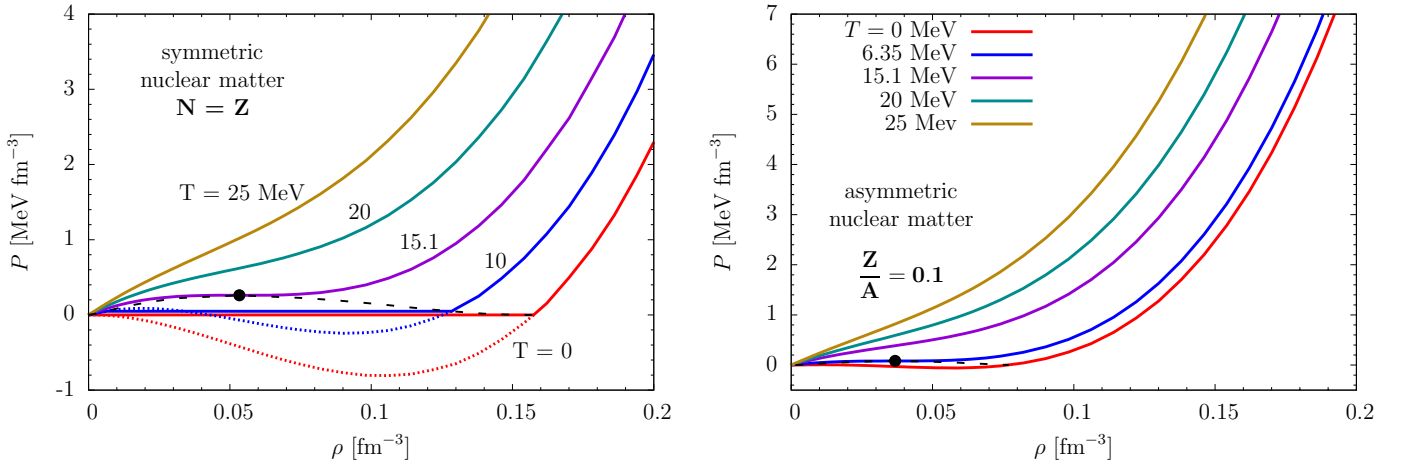 4
3
2
1
0
-1
P [MeV fm⁻³]
symmetric
nuclear matter
N = Z
T = 25 MeV
20
15.1
10
T = 0
0
0.05
0.1
0.15
0.2
ρ [fm⁻³]
7
6
5
4
3
2
1
0
P [MeV fm⁻³]
T = 0 MeV
6.35 MeV
15.1 MeV
20 MeV
25 Mev
asymmetric
nuclear matter
Z/A = 0.1
0
0.05
0.1
0.15
0.2
ρ [fm⁻³]